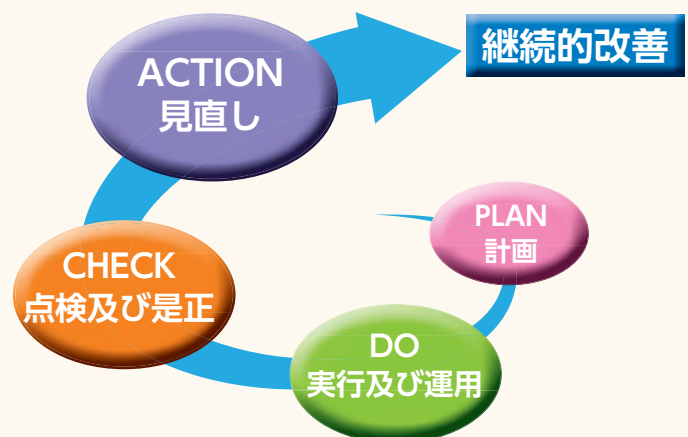 継続的改善
ACTION
見直し
PLAN
計画
CHECK
点検及び是正
DO
実行及び運用